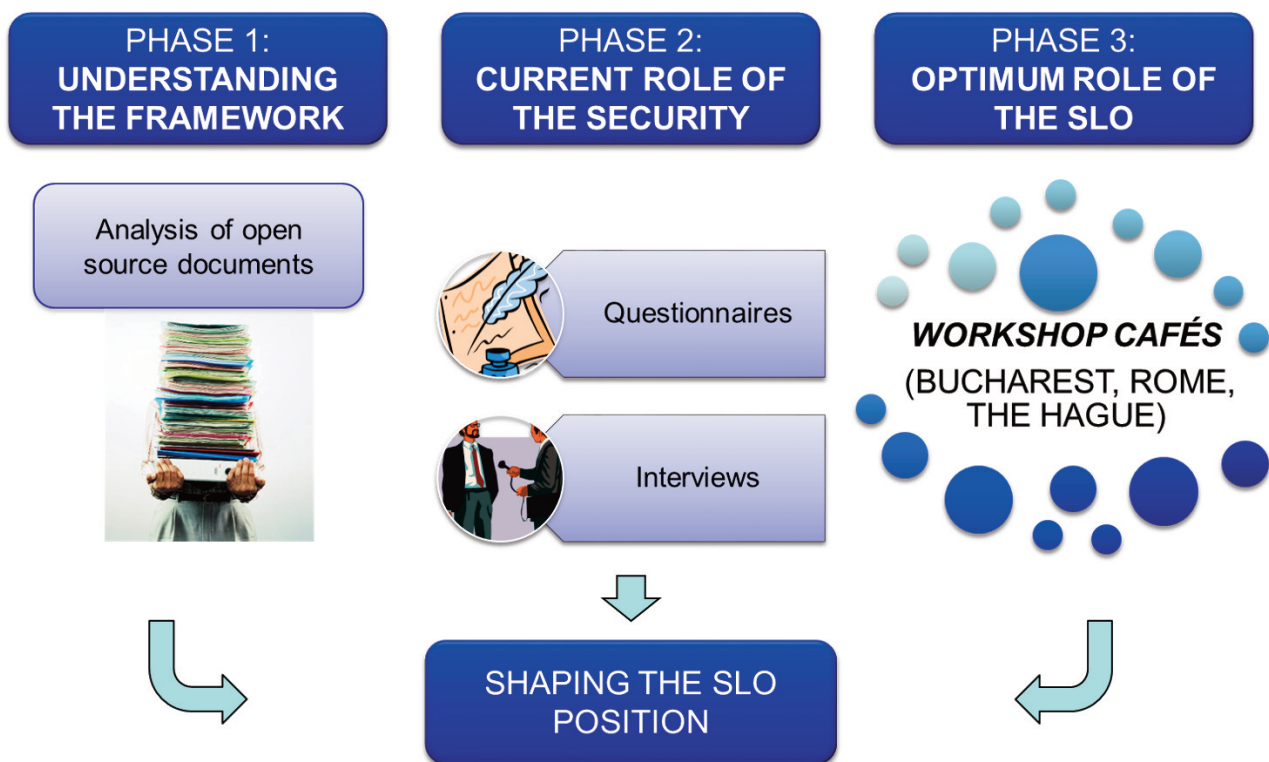 PHASE 1:
UNDERSTANDING
THE FRAMEWORK
Analysis of open
source documents
PHASE 2:
CURRENT ROLE OF
THE SECURITY
Questionnaires
Interviews
PHASE 3:
OPTIMUM ROLE OF
THE SLO
WORKSHOP CAFÉS
(BUCHAREST, ROME,
THE HAGUE)
SHAPING THE SLO
POSITION